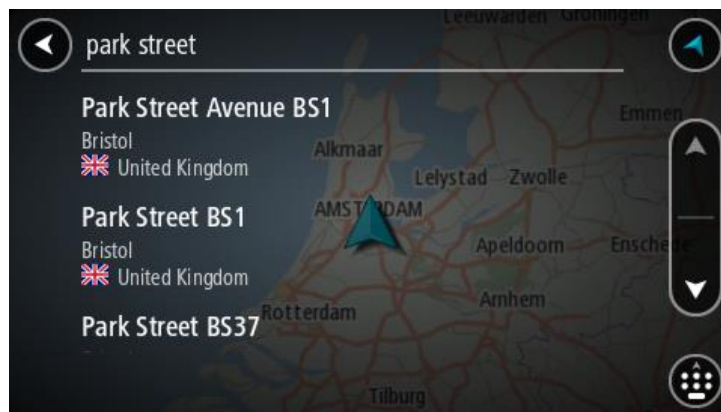 Leeuwarden Groningen
park street
Park Street Avenue BS1
Bristol
United Kingdom
Emmen
Alkmaar
Lelystad
Zwolle
Park Street BS1
Bristol
United Kingdom
AMSTERDAM
Apeldoorn
Enschede
Park Street BS37
Rotterdam
Arnhem
Tilburg